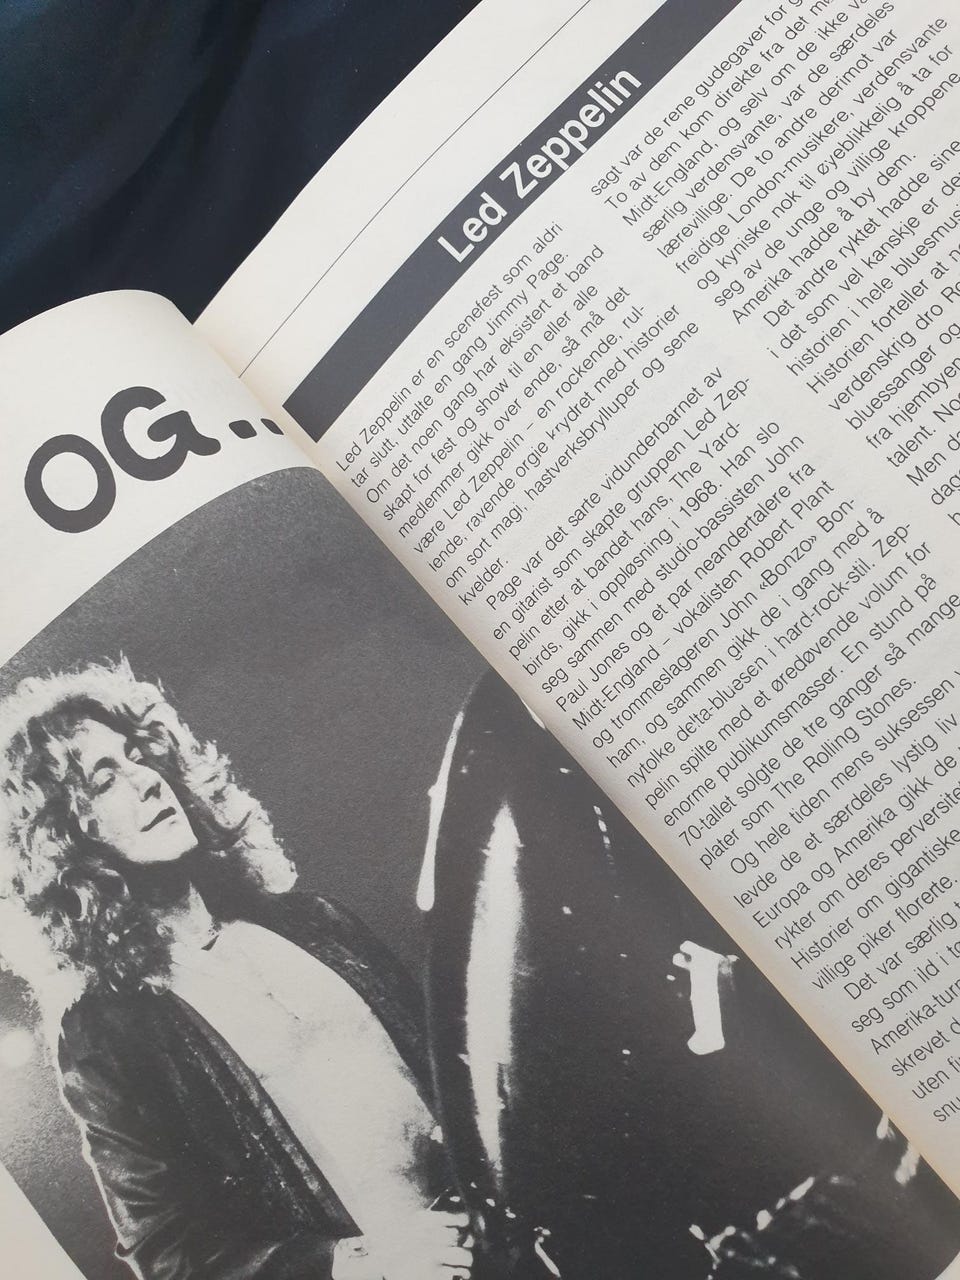 OG..
Led Zeppelin
Led Zeppelin er en scenefest som aldri
tar slutt, uttalte en gang Jimmy Page.
Om det noen gang har eksistert et band
skapt for fest og show til en eller alle
medlemmer gikk over ende, så må det
være Led Zeppelin – en rockende, rul-
lende, ravende orgie krydret med historier
om sort magi, hastverksbrylluper og sene
kvelder.
Page var det sarte vidunderbarnet av
en gitarist som skapte gruppen Led Zep-
pelin etter at bandet hans, The Yard-
birds, gikk i oppløsning i 1968. Han slo
seg sammen med studio-bassisten John
Paul Jones og et par neandertalere fra
Midt-England – vokalisten Robert Plant
og trommeslageren John «Bonzo» Bon-
ham, og sammen gikk de i gang med å
nytolke delta-bluesen i hard-rock-stil. Zep-
pelin spilte med et øredøvende volum for
enorme publikumsmasser. En stund på
70-tallet solgte de tre ganger så mange
plater som The Rolling Stones.
Og hele tiden mens suksessen
levde de et særdeles lystig liv
Europa og Amerika gikk de
rykter om deres
Historier om gigantiske
villige piker florerte.
Det var særlig
seg som ild i
skrevet
uten
sagt var de rene gudegaver for
To av dem kom direkte fra det
Midt-England, og selv om de ikke
særlig verdensvante, var de særdeles
lærevillige. De to andre derimot var
freidige London-musikere, verdensvante
og kyniske nok til øyeblikkelig å ta for
seg av de unge og villige kroppene
Amerika hadde å by dem.
Det andre ryktet hadde sine
i det som vel kanskje er
historien i hele
Historien forteller at
verdenskrig dro
bluessanger og
fra hjembyen
talent.
Men